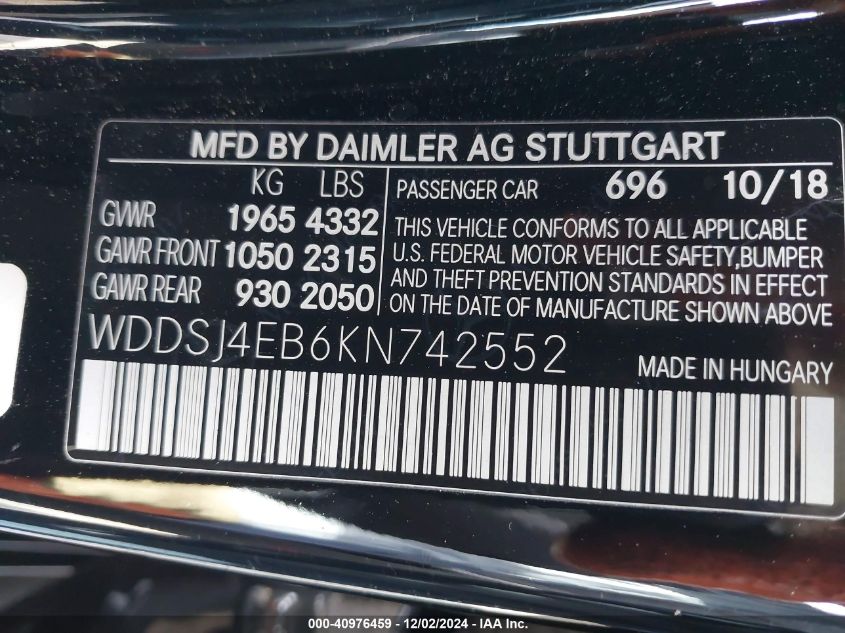 MFD BY DAIMLER AG STUTTGART
KG LBS
GVWR 1965 4332
GAWR FRONT 1050 2315
GAWR REAR 930 2050
PASSENGER CAR 696 10/18
THIS VEHICLE CONFORMS TO ALL APPLICABLE
U.S. FEDERAL MOTOR VEHICLE SAFETY,BUMPER
AND THEFT PREVENTION STANDARDS IN EFFECT
ON THE DATE OF MANUFACTURE SHOWN ABOVE
WDDSJ4EB6KN742552
MADE IN HUNGARY
000-40976459 - 12/02/2024 - IAA Inc.